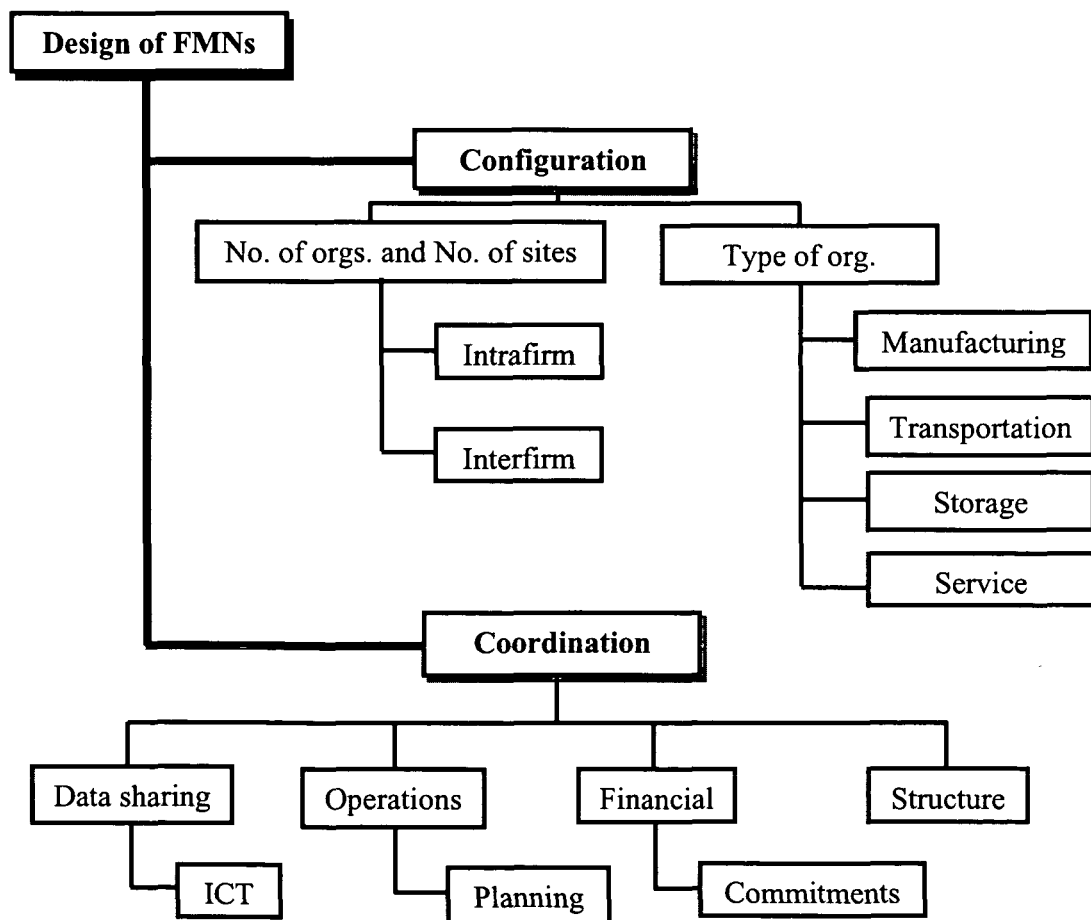 Design of FMNs
Configuration
No. of orgs. and No. of sites
Type of org.
Intrafirm
Interfirm
Manufacturing
Transportation
Storage
Service
Coordination
Data sharing
Operations
Financial
Structure
ICT
Planning
Commitments